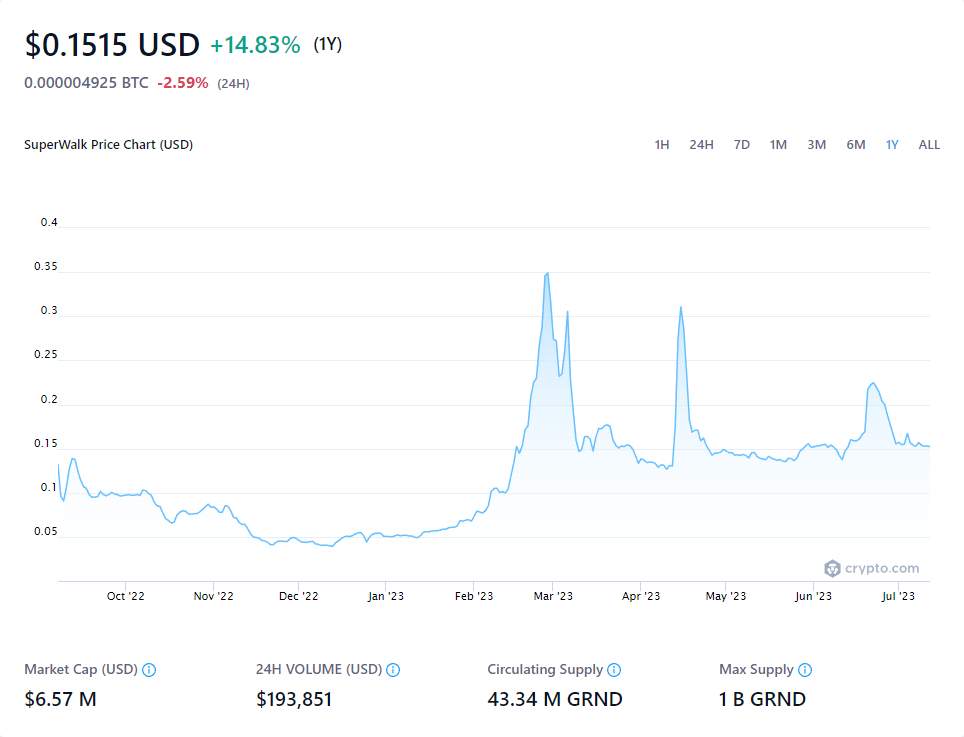 $0.1515 USD +14.83% (1Y)
0.000004925 BTC -2.59% (24H)
SuperWalk Price Chart (USD) 1H 24H 7D 1M 3M 6M 1Y ALL
0.4
0.35
0.3
0.25
0.2
0.15
0.1
0.05
crypto.com
Oct '22 Nov '22 Dec '22 Jan '23 Feb '23 Mar '23 Apr '23 May '23 Jun '23 Jul '23
Market Cap (USD) 24H VOLUME (USD) Circulating Supply Max Supply
$6.57 M $193,851 43.34 M GRND 1 B GRND